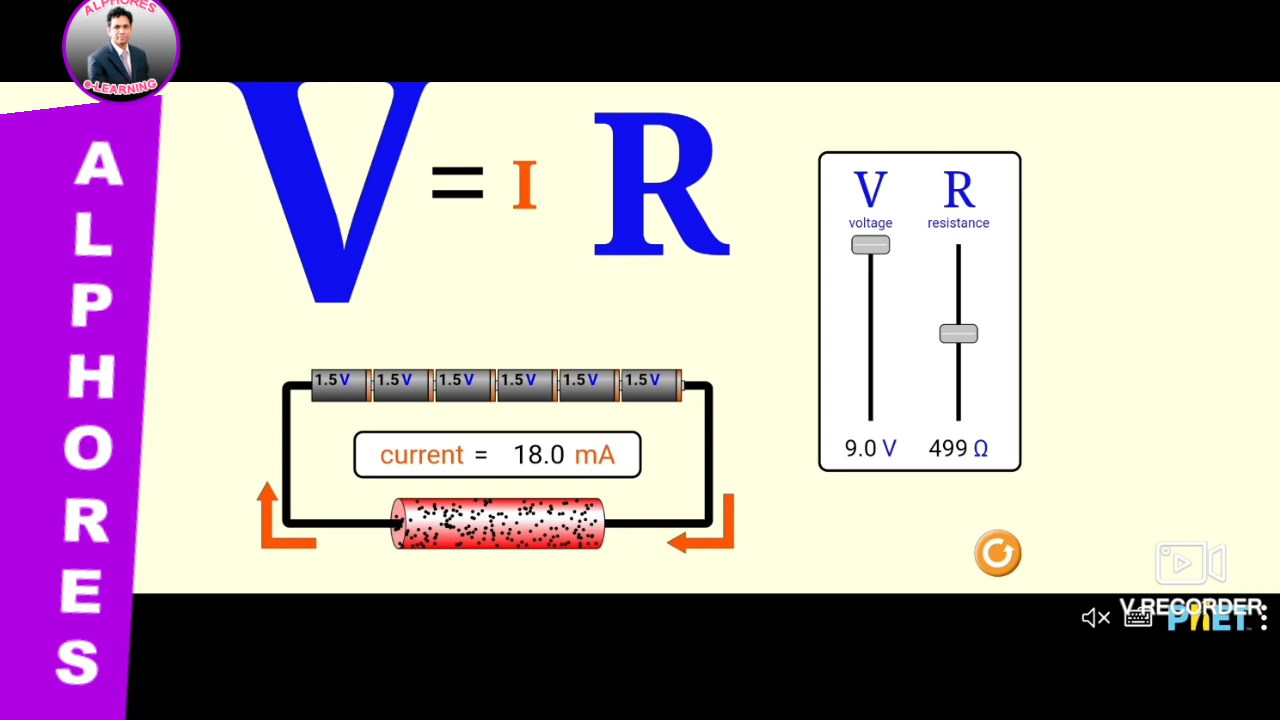 ALPHORES
e-LEARNING
ALPHORES
V = I R
V R
voltage resistance
9.0 V 499 Ω
1.5 V 1.5 V 1.5 V 1.5 V 1.5 V 1.5 V
current = 18.0 mA
V RECORDER
PhET